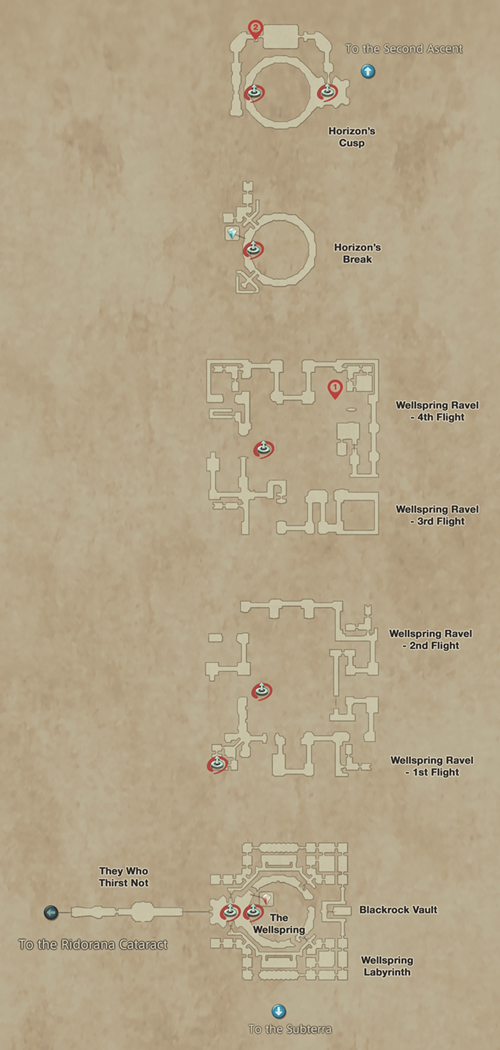 2
To the Second Ascent
Horizon's
Cusp
Horizon's
Break
1
Wellspring Ravel
- 4th Flight
Wellspring Ravel
- 3rd Flight
Wellspring Ravel
- 2nd Flight
Wellspring Ravel
- 1st Flight
They Who
Thirst Not
The
Wellspring
Blackrock Vault
To the Ridorana Cataract
Wellspring
Labyrinth
To the Subterra